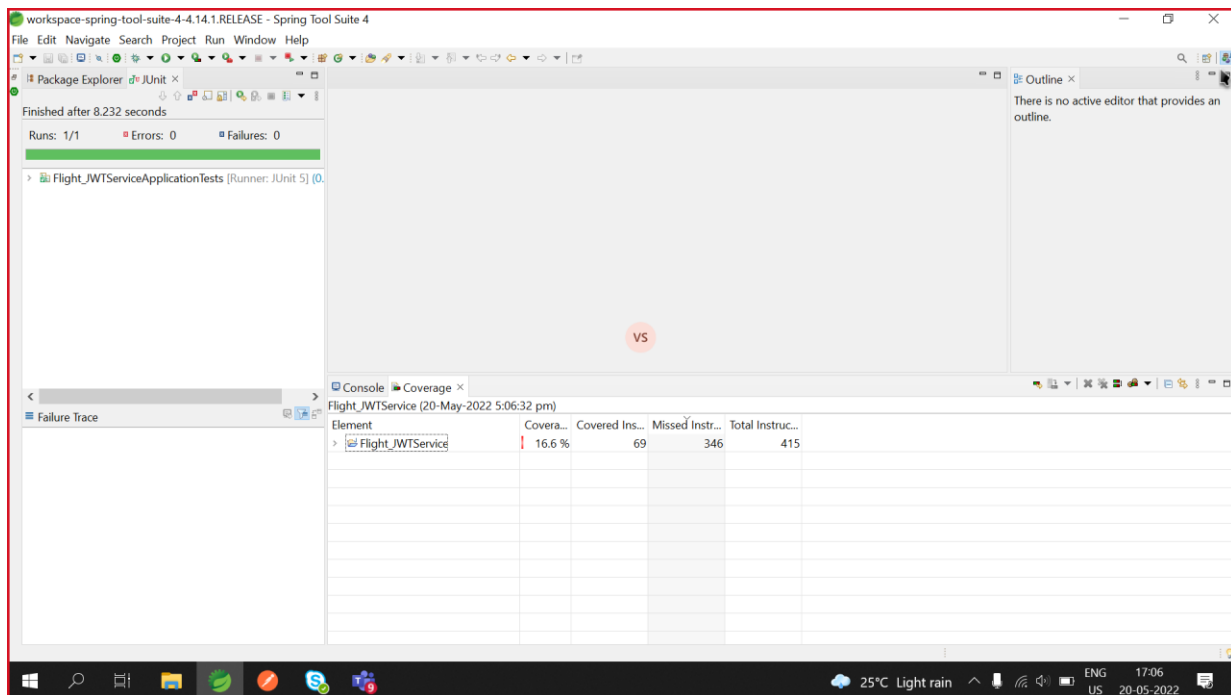 workspace-spring-tool-suite-4-4.14.1.RELEASE - Spring Tool Suite 4
File Edit Navigate Search Project Run Window Help
Package Explorer JUnit
Finished after 8.232 seconds
Runs: 1/1 Errors: 0 Failures: 0
Flight_JWTServiceApplicationTests [Runner: JUnit 5] (0.
Outline
There is no active editor that provides an
outline.
VS
Failure Trace
Console Coverage
Flight_JWTService (20-May-2022 5:06:32 pm)
Element Covera... Covered Ins... Missed Instr... Total Instruc...
Flight_JWTService 16.6 % 69 346 415
25°C Light rain
ENG
US
17:06
20-05-2022
9